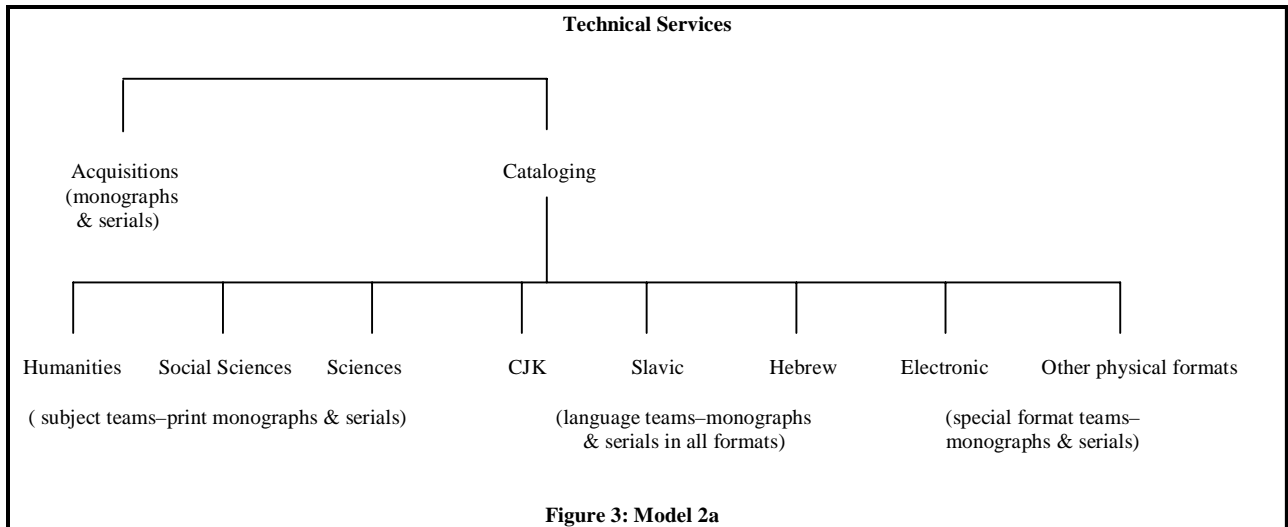 Technical Services
Acquisitions
(monographs
& serials)
Cataloging
Humanities Social Sciences Sciences CJK Slavic Hebrew Electronic Other physical formats
( subject teams–print monographs & serials)
(language teams–monographs
& serials in all formats)
(special format teams–
monographs & serials)
Figure 3: Model 2a